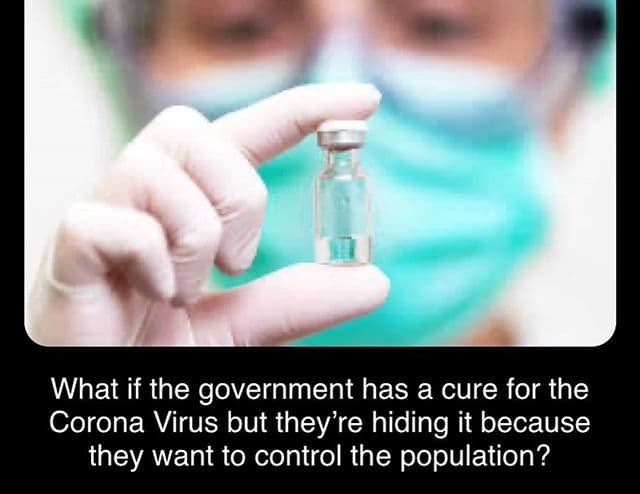 What if the government has a cure for the
Corona Virus but they’re hiding it because
they want to control the population?